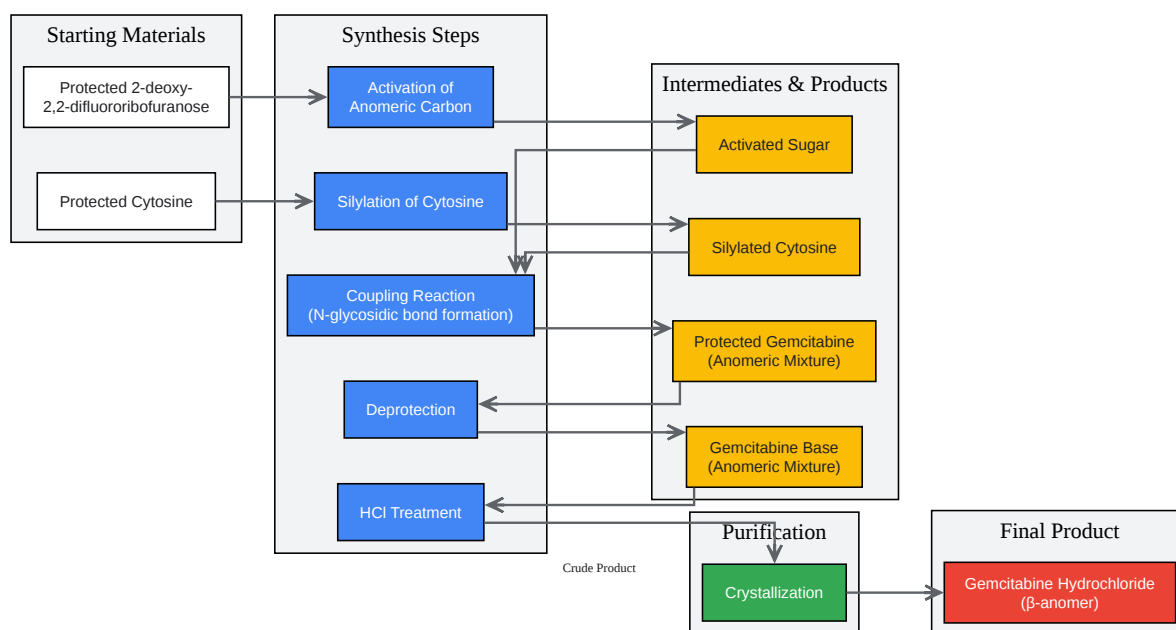 Starting Materials
Protected 2-deoxy-
2,2-difluororibofuranose
Protected Cytosine
Synthesis Steps
Activation of
Anomeric Carbon
Silylation of Cytosine
Coupling Reaction
(N-glycosidic bond formation)
Deprotection
HCl Treatment
Intermediates & Products
Activated Sugar
Silylated Cytosine
Protected Gemcitabine
(Anomeric Mixture)
Gemcitabine Base
(Anomeric Mixture)
Crude Product
Purification
Crystallization
Final Product
Gemcitabine Hydrochloride
(β-anomer)